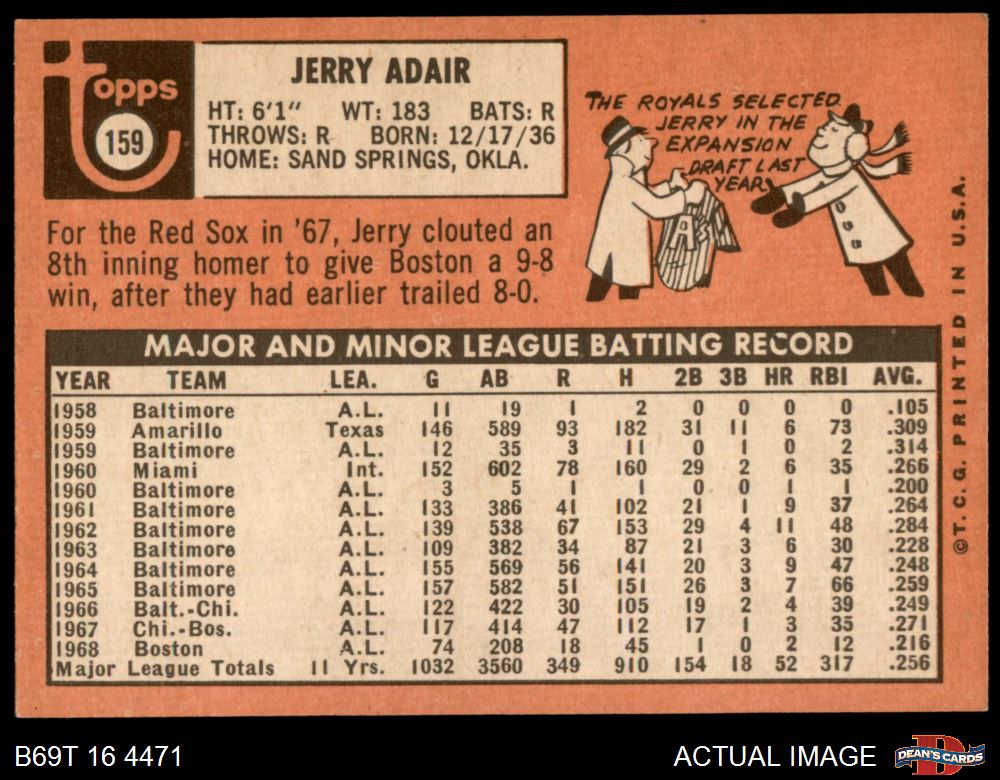 topps
159
JERRY ADAIR
HT: 6'1" WT: 183 BATS: R
THROWS: R BORN: 12/17/36
HOME: SAND SPRINGS, OKLA.
THE ROYALS SELECTED
JERRY IN THE
EXPANSION
DRAFT LAST
YEAR
For the Red Sox in '67, Jerry clouted an
8th inning homer to give Boston a 9-8
win, after they had earlier trailed 8-0.
MAJOR AND MINOR LEAGUE BATTING RECORD
YEAR TEAM LEA. G AB R H 2B 3B HR RBI AVG.
1958 Baltimore A.L. 11 19 1 2 0 0 0 0 .105
1959 Amarillo Texas 146 589 93 182 31 11 6 73 .309
1959 Baltimore A.L. 12 35 3 11 0 1 0 2 .314
1960 Miami Int. 152 602 78 160 29 2 6 35 .266
1960 Baltimore A.L. 3 5 1 1 0 0 1 1 .200
1961 Baltimore A.L. 133 386 41 102 21 1 9 37 .264
1962 Baltimore A.L. 139 538 67 153 29 4 11 48 .284
1963 Baltimore A.L. 109 382 34 87 21 3 6 30 .228
1964 Baltimore A.L. 155 569 56 141 20 3 9 47 .248
1965 Baltimore A.L. 157 582 51 151 26 3 7 66 .259
1966 Balt.-Chi. A.L. 122 422 30 105 19 2 4 39 .249
1967 Chi.-Bos. A.L. 117 414 47 112 17 1 3 35 .271
1968 Boston A.L. 74 208 18 45 1 0 2 12 .216
Major League Totals 11 Yrs. 1032 3560 349 910 154 18 52 317 .256
©T.C.G. PRINTED IN U.S.A.
B69T 16 4471
ACTUAL IMAGE
DEAN'S CARDS